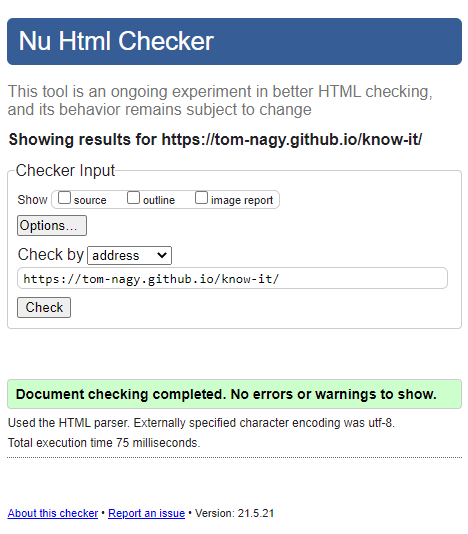 Nu Html Checker
This tool is an ongoing experiment in better HTML checking,
and its behavior remains subject to change
Showing results for https://tom-nagy.github.io/know-it/
Checker Input
Show source outline image report
Options...
Check by address
https://tom-nagy.github.io/know-it/
Check
Document checking completed. No errors or warnings to show.
Used the HTML parser. Externally specified character encoding was utf-8.
Total execution time 75 milliseconds.
About this checker • Report an issue • Version: 21.5.21